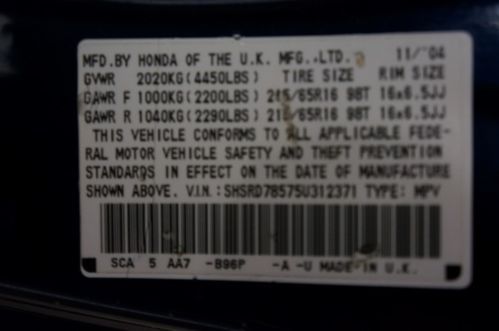 MFD.BY HONDA OF THE U.K. MFG.,LTD. 11/'04
GVWR 2020KG(4450LBS) TIRE SIZE RIM SIZE
GAWR F 1000KG(2200LBS) 215/65R16 98T 16x6.5JJ
GAWR R 1040KG(2290LBS) 215/65R16 98T 16x6.5JJ
THIS VEHICLE CONFORMS TO ALL APPLICABLE FEDE-
RAL MOTOR VEHICLE SAFETY AND THEFT PREVENTION
STANDARDS IN EFFECT ON THE DATE OF MANUFACTURE
SHOWN ABOVE. V.I.N.: SHSRD78575U312371 TYPE: MPV
SCA 5 AA7 -B96P -A -U MADE IN U.K.